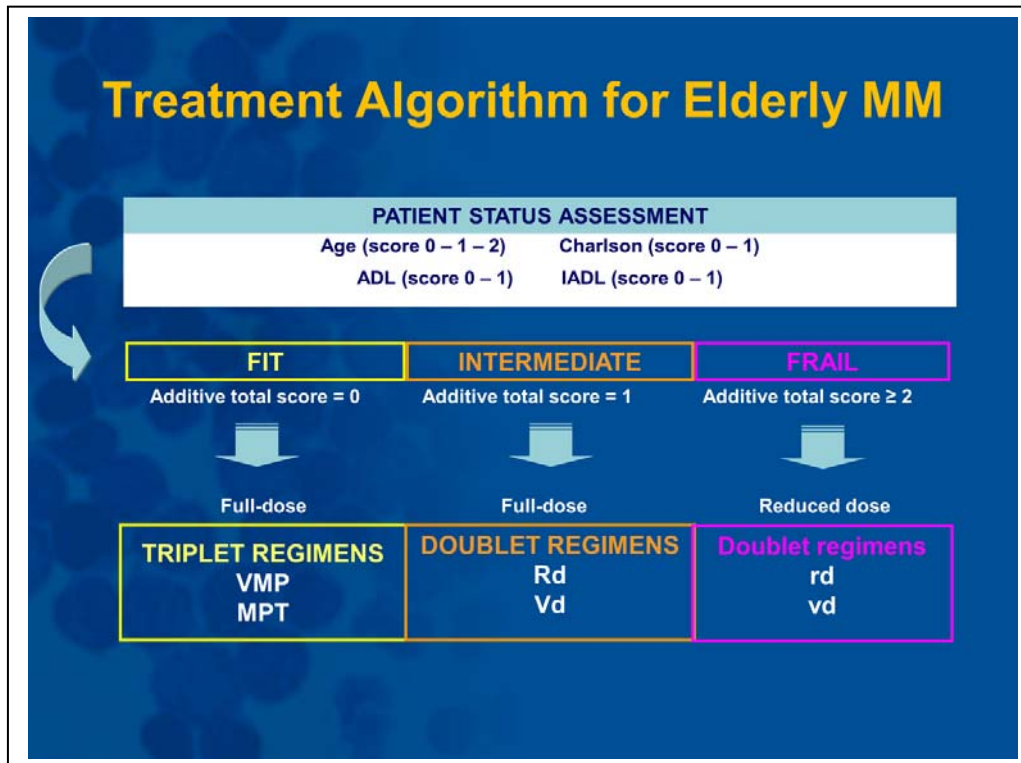 Treatment Algorithm for Elderly MM
PATIENT STATUS ASSESSMENT
Age (score 0 – 1 – 2) Charlson (score 0 – 1)
ADL (score 0 – 1) IADL (score 0 – 1)
FIT INTERMEDIATE FRAIL
Additive total score = 0 Additive total score = 1 Additive total score ≥ 2
Full-dose Full-dose Reduced dose
TRIPLET REGIMENS DOUBLET REGIMENS Doublet regimens
VMP Rd rd
MPT Vd vd